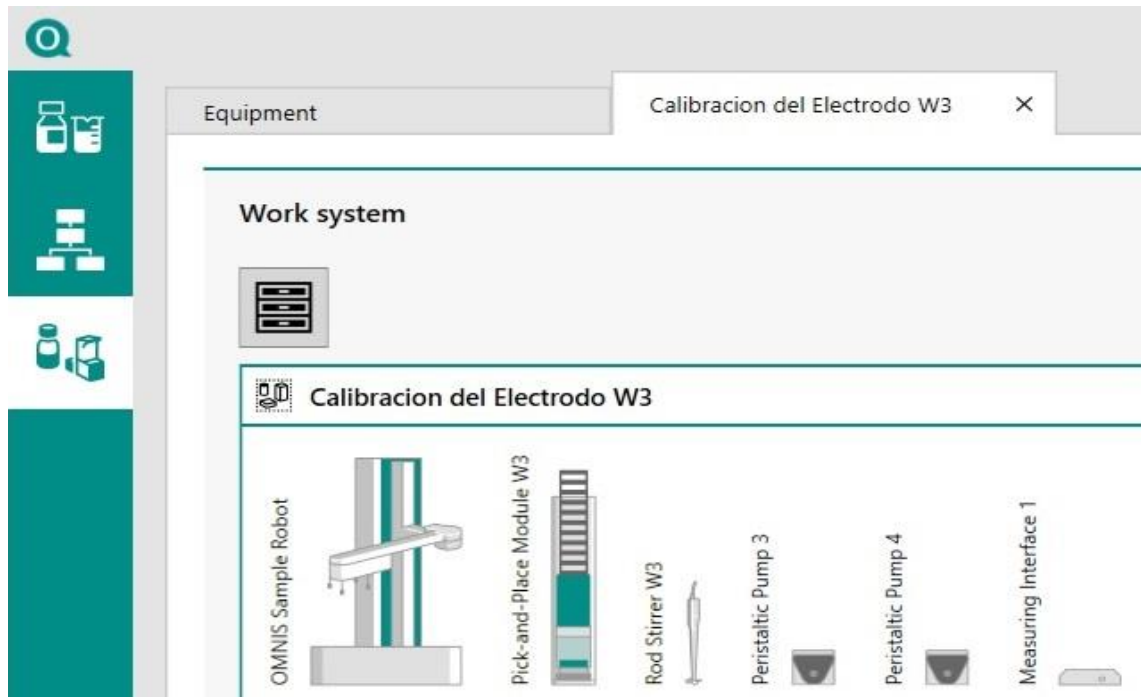 Equipment
Calibracion del Electrodo W3
Work system
Calibracion del Electrodo W3
OMNIS Sample Robot
Pick-and-Place Module W3
Rod Stirrer W3
Peristaltic Pump 3
Peristaltic Pump 4
Measuring Interface 1